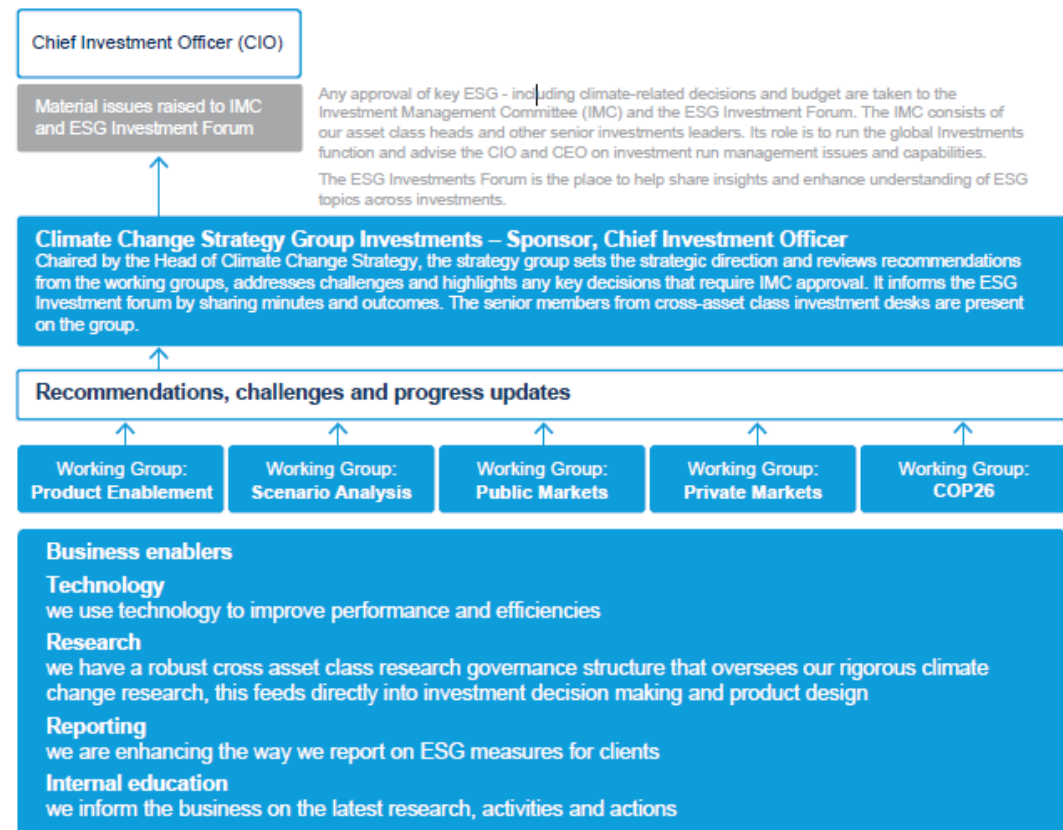 Chief Investment Officer (CIO)
Material issues raised to IMC
and ESG Investment Forum
Any approval of key ESG - including climate-related decisions and budget are taken to the
Investment Management Committee (IMC) and the ESG Investment Forum. The IMC consists of
our asset class heads and other senior investments leaders. Its role is to run the global Investments
function and advise the CIO and CEO on investment run management issues and capabilities.
The ESG Investments Forum is the place to help share insights and enhance understanding of ESG
topics across investments.
Climate Change Strategy Group Investments – Sponsor, Chief Investment Officer
Chaired by the Head of Climate Change Strategy, the strategy group sets the strategic direction and reviews recommendations
from the working groups, addresses challenges and highlights any key decisions that require IMC approval. It informs the ESG
Investment forum by sharing minutes and outcomes. The senior members from cross-asset class investment desks are present
on the group.
Recommendations, challenges and progress updates
Working Group:
Product Enablement
Working Group:
Scenario Analysis
Working Group:
Public Markets
Working Group:
Private Markets
Working Group:
COP26
Business enablers
Technology
we use technology to improve performance and efficiencies
Research
we have a robust cross asset class research governance structure that oversees our rigorous climate
change research, this feeds directly into investment decision making and product design
Reporting
we are enhancing the way we report on ESG measures for clients
Internal education
we inform the business on the latest research, activities and actions